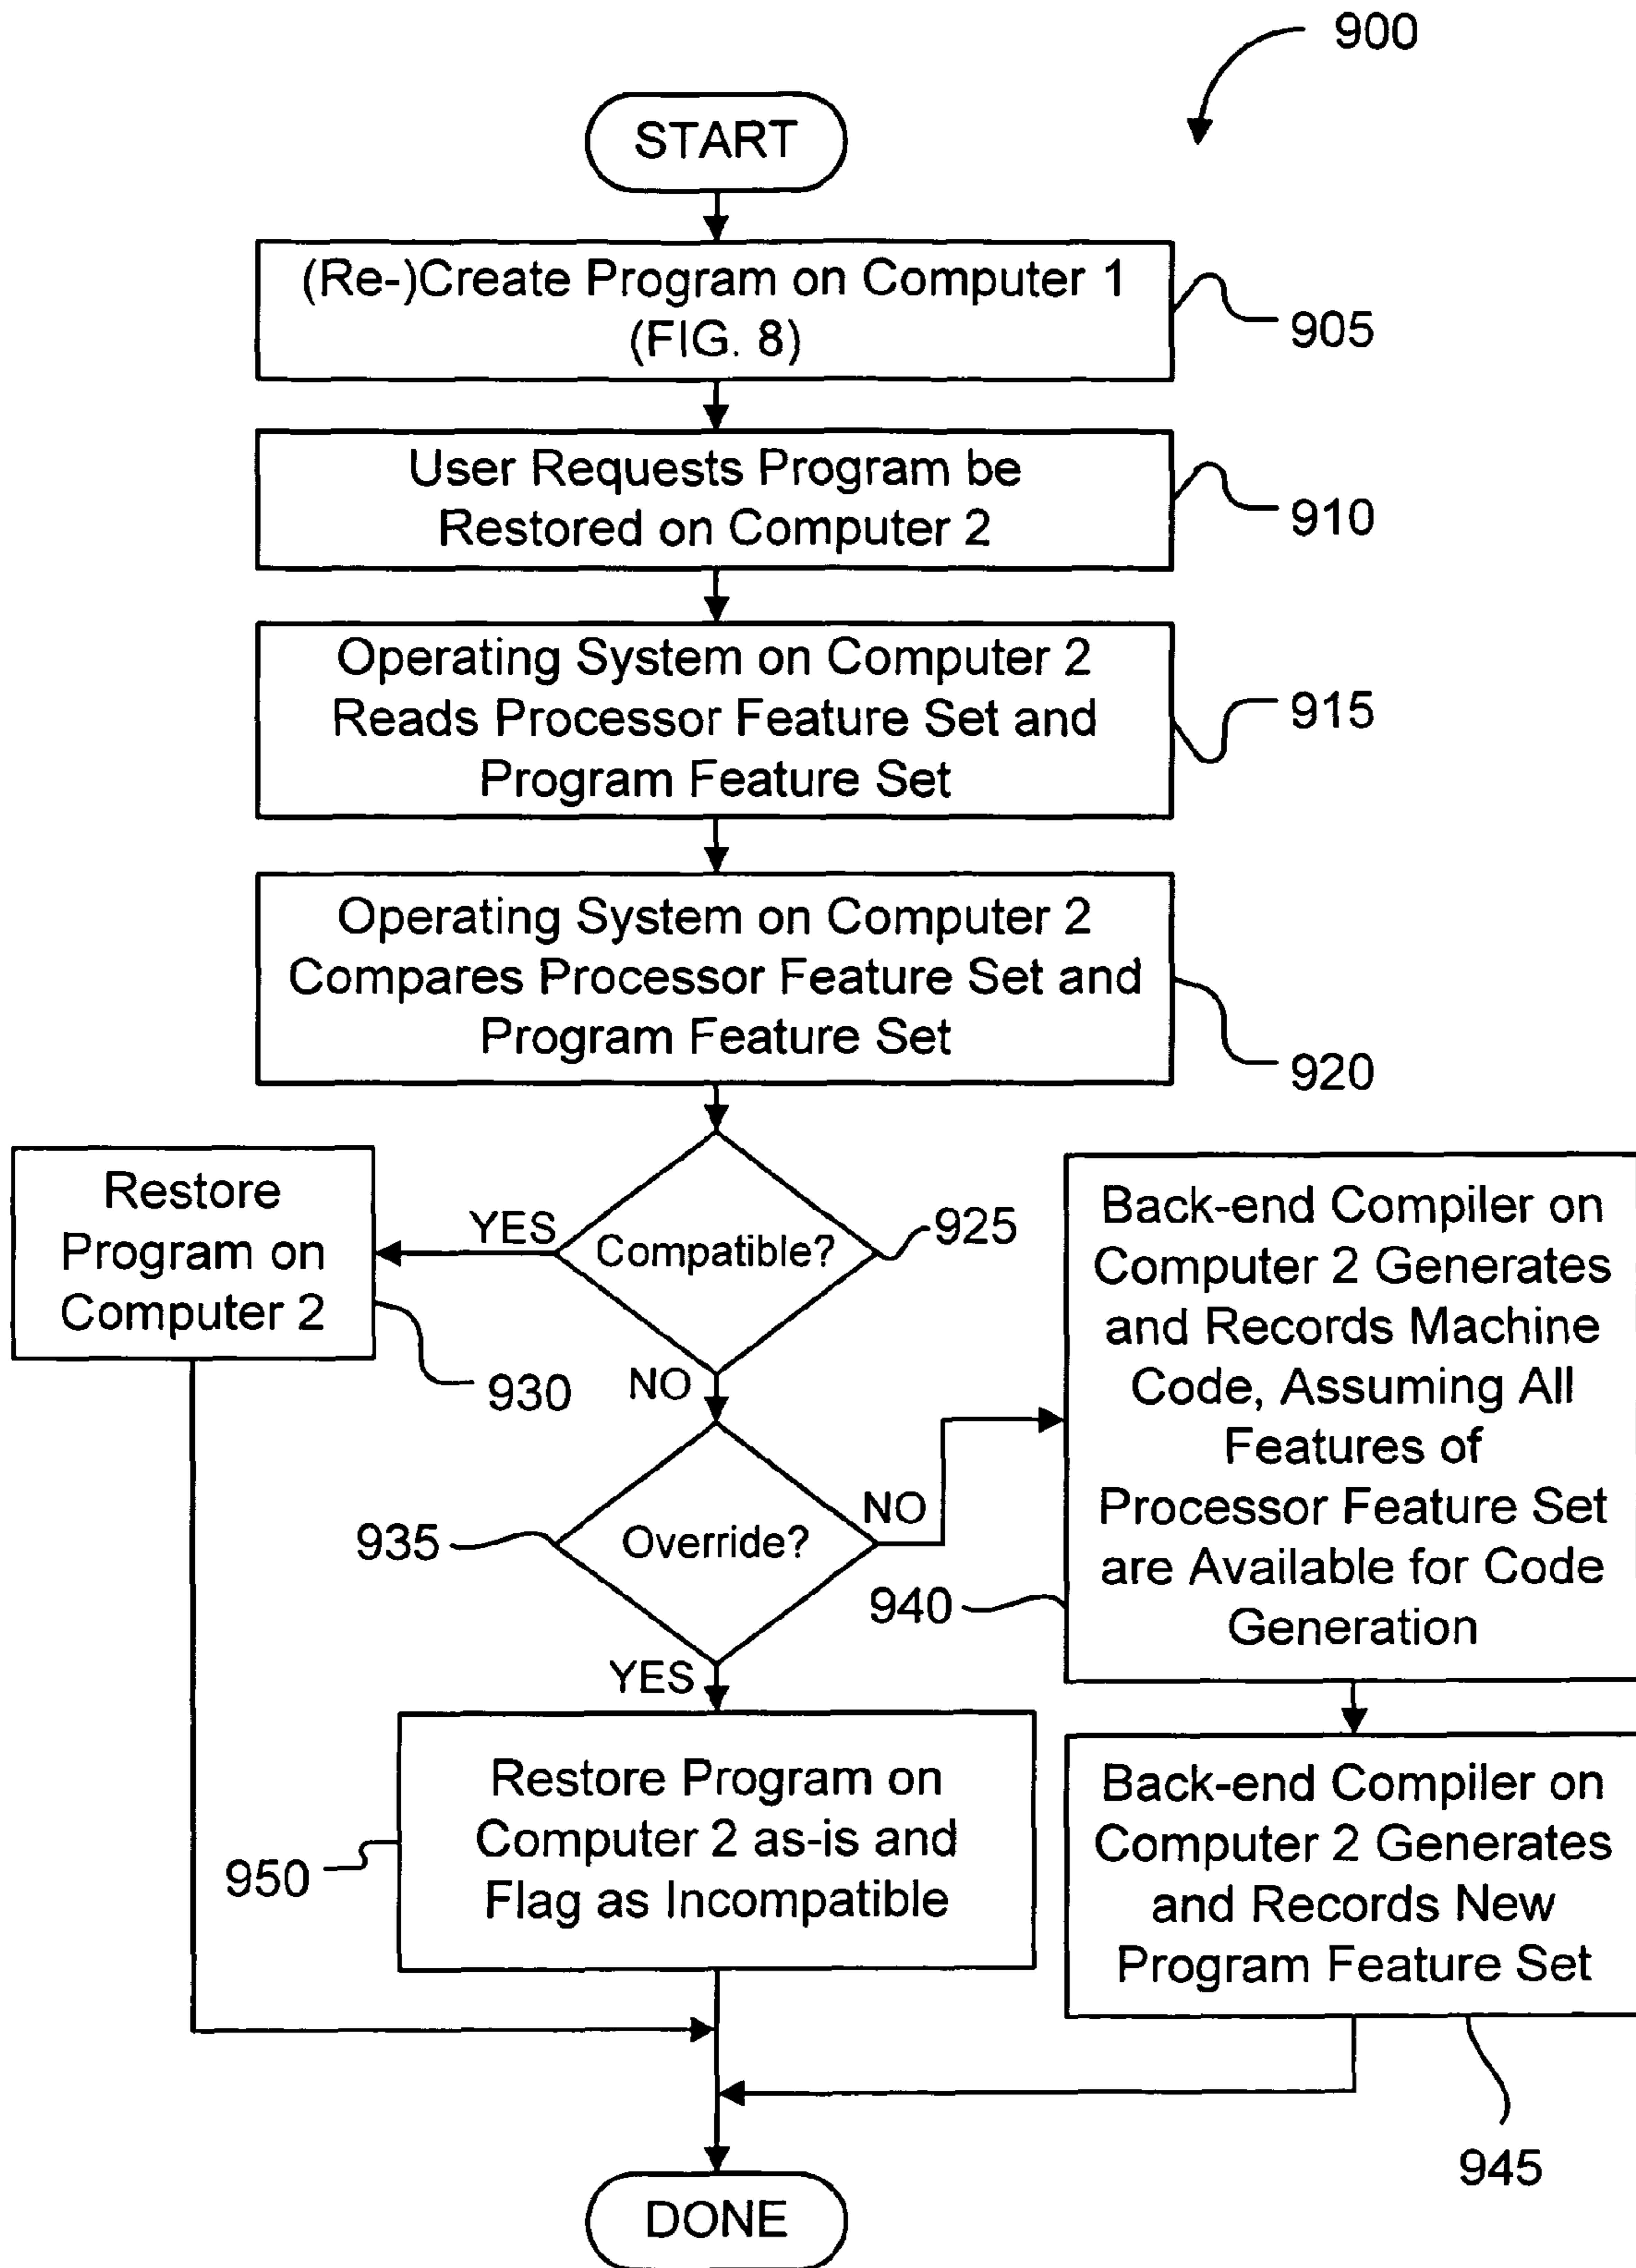 900
START
(Re-)Create Program on Computer 1
(FIG. 8)
905
User Requests Program be
Restored on Computer 2
910
Operating System on Computer 2
Reads Processor Feature Set and
Program Feature Set
915
Operating System on Computer 2
Compares Processor Feature Set and
Program Feature Set
920
Compatible?
925
YES
Restore
Program on
Computer 2
930
NO
Override?
935
NO
Back-end Compiler on
Computer 2 Generates
and Records Machine
Code, Assuming All
Features of
Processor Feature Set
are Available for Code
Generation
940
YES
Restore Program on
Computer 2 as-is and
Flag as Incompatible
950
Back-end Compiler on
Computer 2 Generates
and Records New
Program Feature Set
945
DONE